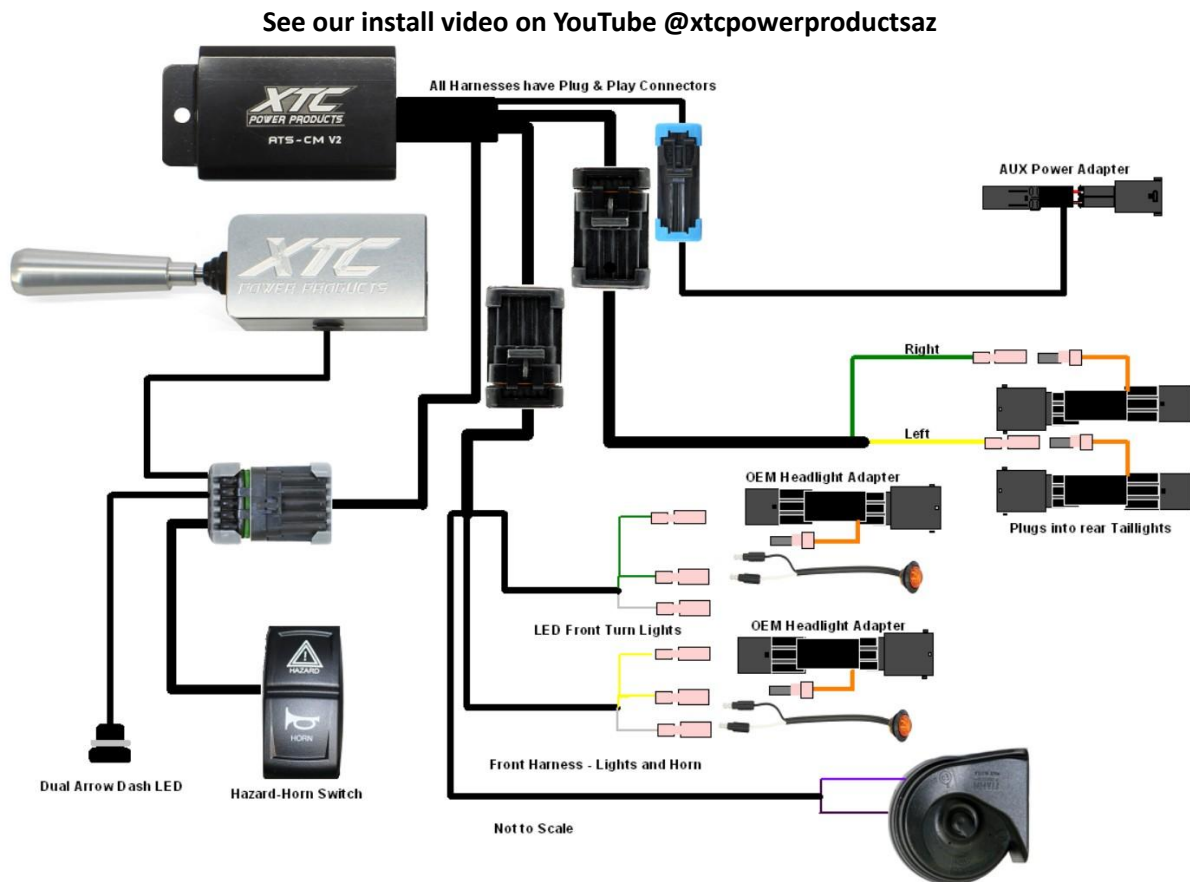 See our install video on YouTube @xtcpowerproductsaz
XTC
POWER PRODUCTS
ATS-CM V2
All Harnesses have Plug & Play Connectors
AUX Power Adapter
XTC
POWER PRODUCTS
Right
Left
OEM Headlight Adapter
Plugs into rear Taillights
LED Front Turn Lights
OEM Headlight Adapter
HAZARD
HORN
Front Harness - Lights and Horn
Dual Arrow Dash LED
Hazard-Horn Switch
Not to Scale